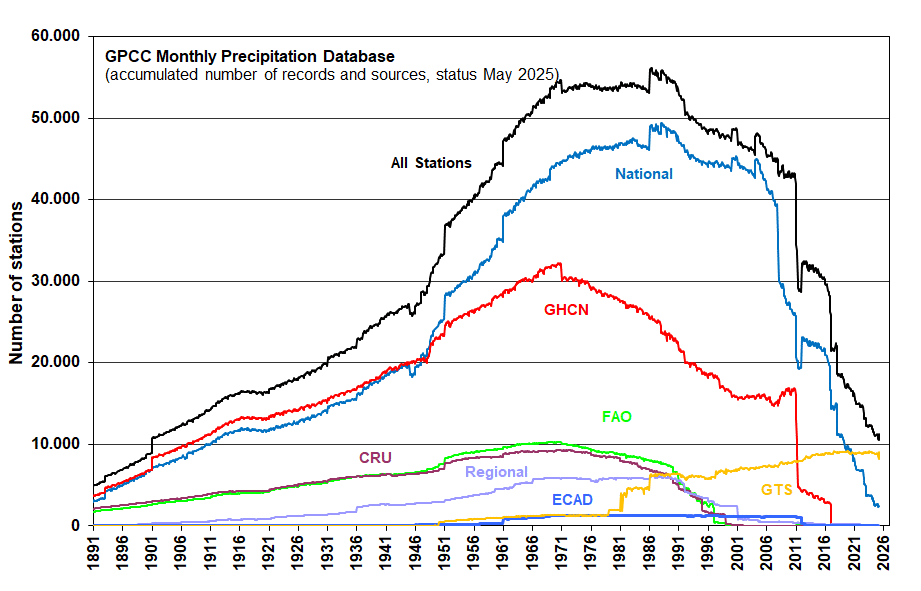 60.000
50.000
40.000
30.000
20.000
10.000
0
Number of stations
GPCC Monthly Precipitation Database
(accumulated number of records and sources, status May 2025)
All Stations
National
GHCN
FAO
CRU
Regional
ECAD
GTS
1891 1896 1901 1906 1911 1916 1921 1926 1931 1936 1941 1946 1951 1956 1961 1966 1971 1976 1981 1986 1991 1996 2001 2006 2011 2016 2021 2026